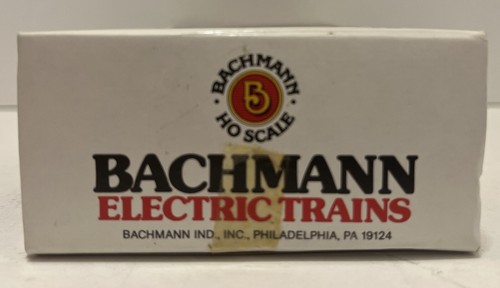 · BACHMANN ·
B
HO SCALE
BACHMANN
ELECTRIC TRAINS
BACHMANN IND., INC., PHILADELPHIA, PA 19124